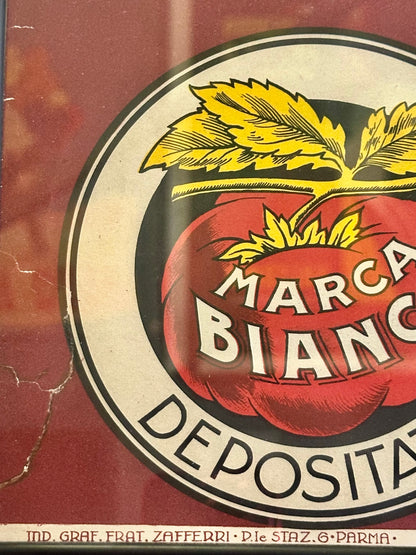 MARCA
BIANC
DEPOSITAT
IND. GRAF. FRAT. ZAFFERRI · D.le STAZ. 6 · PARMA ·